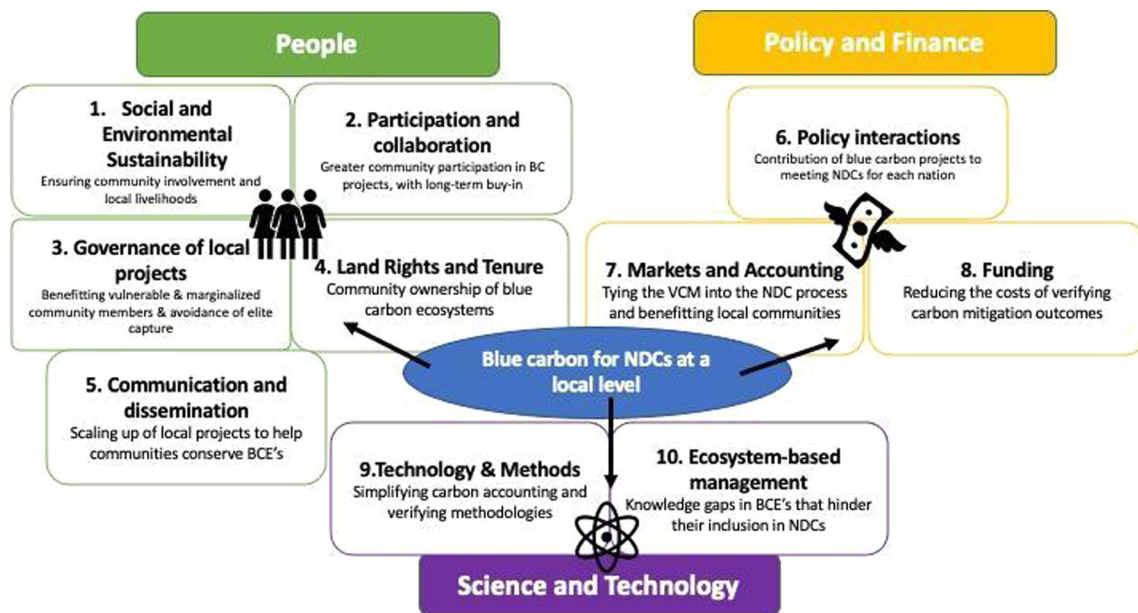 People
1. Social and
Environmental
Sustainability
Ensuring community involvement and
local livelihoods
2. Participation and
collaboration
Greater community participation in BC
projects, with long-term buy-in
3. Governance of local
projects
Benefitting vulnerable & marginalized
community members & avoidance of elite
capture
4. Land Rights and Tenure
Community ownership of blue
carbon ecosystems
5. Communication and
dissemination
Scaling up of local projects to help
communities conserve BCE's
Policy and Finance
6. Policy interactions
Contribution of blue carbon projects to
meeting NDCs for each nation
7. Markets and Accounting
Tying the VCM into the NDC process
and benefitting local communities
8. Funding
Reducing the costs of verifying
carbon mitigation outcomes
Blue carbon for NDCs at a
local level
9.Technology & Methods
Simplifying carbon accounting and
verifying methodologies
10. Ecosystem-based
management
Knowledge gaps in BCE's that hinder
their inclusion in NDCs
Science and Technology